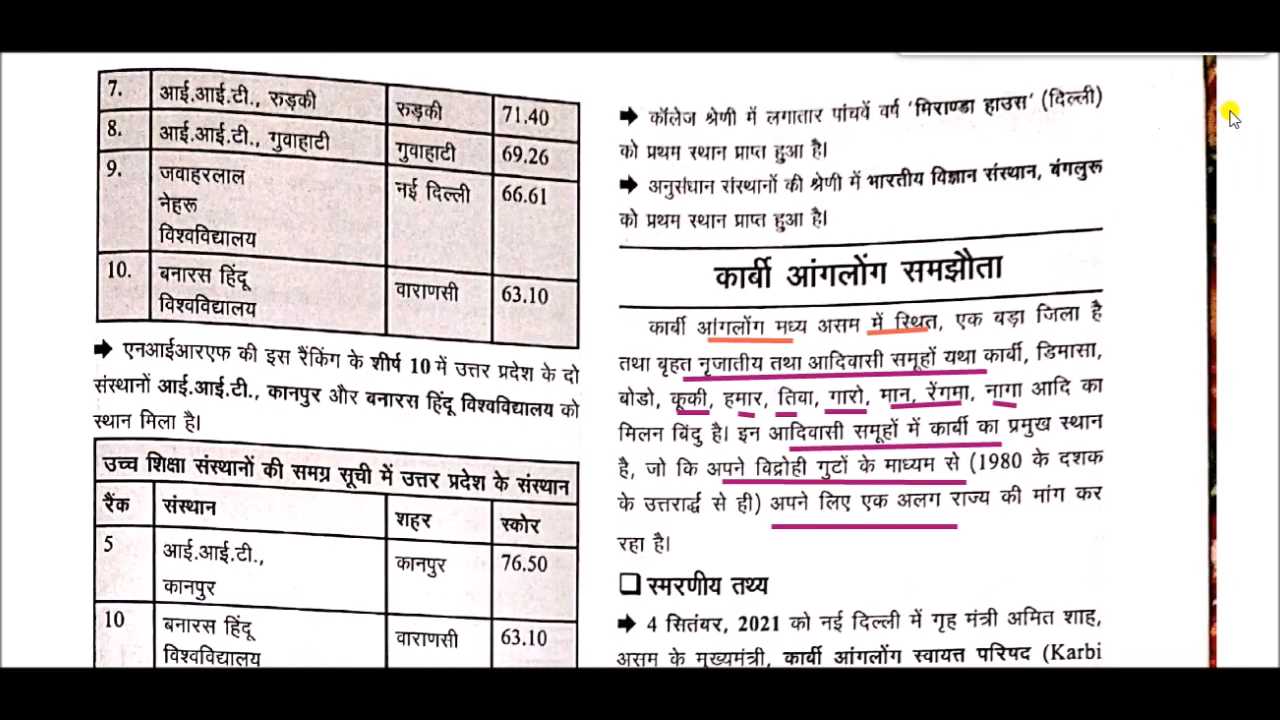 7. आई.आई.टी., रुड़की रुड़की 71.40
8. आई.आई.टी., गुवाहाटी गुवाहाटी 69.26
9. जवाहरलाल नई दिल्ली 66.61
नेहरू
विश्वविद्यालय
10. बनारस हिंदू वाराणसी 63.10
विश्वविद्यालय
➡ एनआईआरएफ की इस रैंकिंग के शीर्ष 10 में उत्तर प्रदेश के दो
संस्थानों आई.आई.टी., कानपुर और बनारस हिंदू विश्वविद्यालय को
स्थान मिला है।
उच्च शिक्षा संस्थानों की समग्र सूची में उत्तर प्रदेश के संस्थान
रैंक संस्थान शहर स्कोर
5 आई.आई.टी., कानपुर 76.50
कानपुर
10 बनारस हिंदू वाराणसी 63.10
विश्वविद्यालय
➡ कॉलेज श्रेणी में लगातार पांचवें वर्ष ‘मिराण्डा हाउस’ (दिल्ली)
को प्रथम स्थान प्राप्त हुआ है।
➡ अनुसंधान संस्थानों की श्रेणी में भारतीय विज्ञान संस्थान, बंगलुरू
को प्रथम स्थान प्राप्त हुआ है।
कार्बी आंगलोंग समझौता
कार्बी आंगलोंग मध्य असम में स्थित, एक बड़ा जिला है
तथा बृहत नृजातीय तथा आदिवासी समूहों यथा कार्बी, डिमासा,
बोडो, कूकी, हमार, तिवा, गारो, मान, रेंगमा, नागा आदि का
मिलन बिंदु है। इन आदिवासी समूहों में कार्बी का प्रमुख स्थान
है, जो कि अपने विद्रोही गुटों के माध्यम से (1980 के दशक
के उत्तरार्द्ध से ही) अपने लिए एक अलग राज्य की मांग कर
रहा है।
❑ स्मरणीय तथ्य
➡ 4 सितंबर, 2021 को नई दिल्ली में गृह मंत्री अमित शाह,
असम के मुख्यमंत्री, कार्बी आंगलोंग स्वायत्त परिषद (Karbi